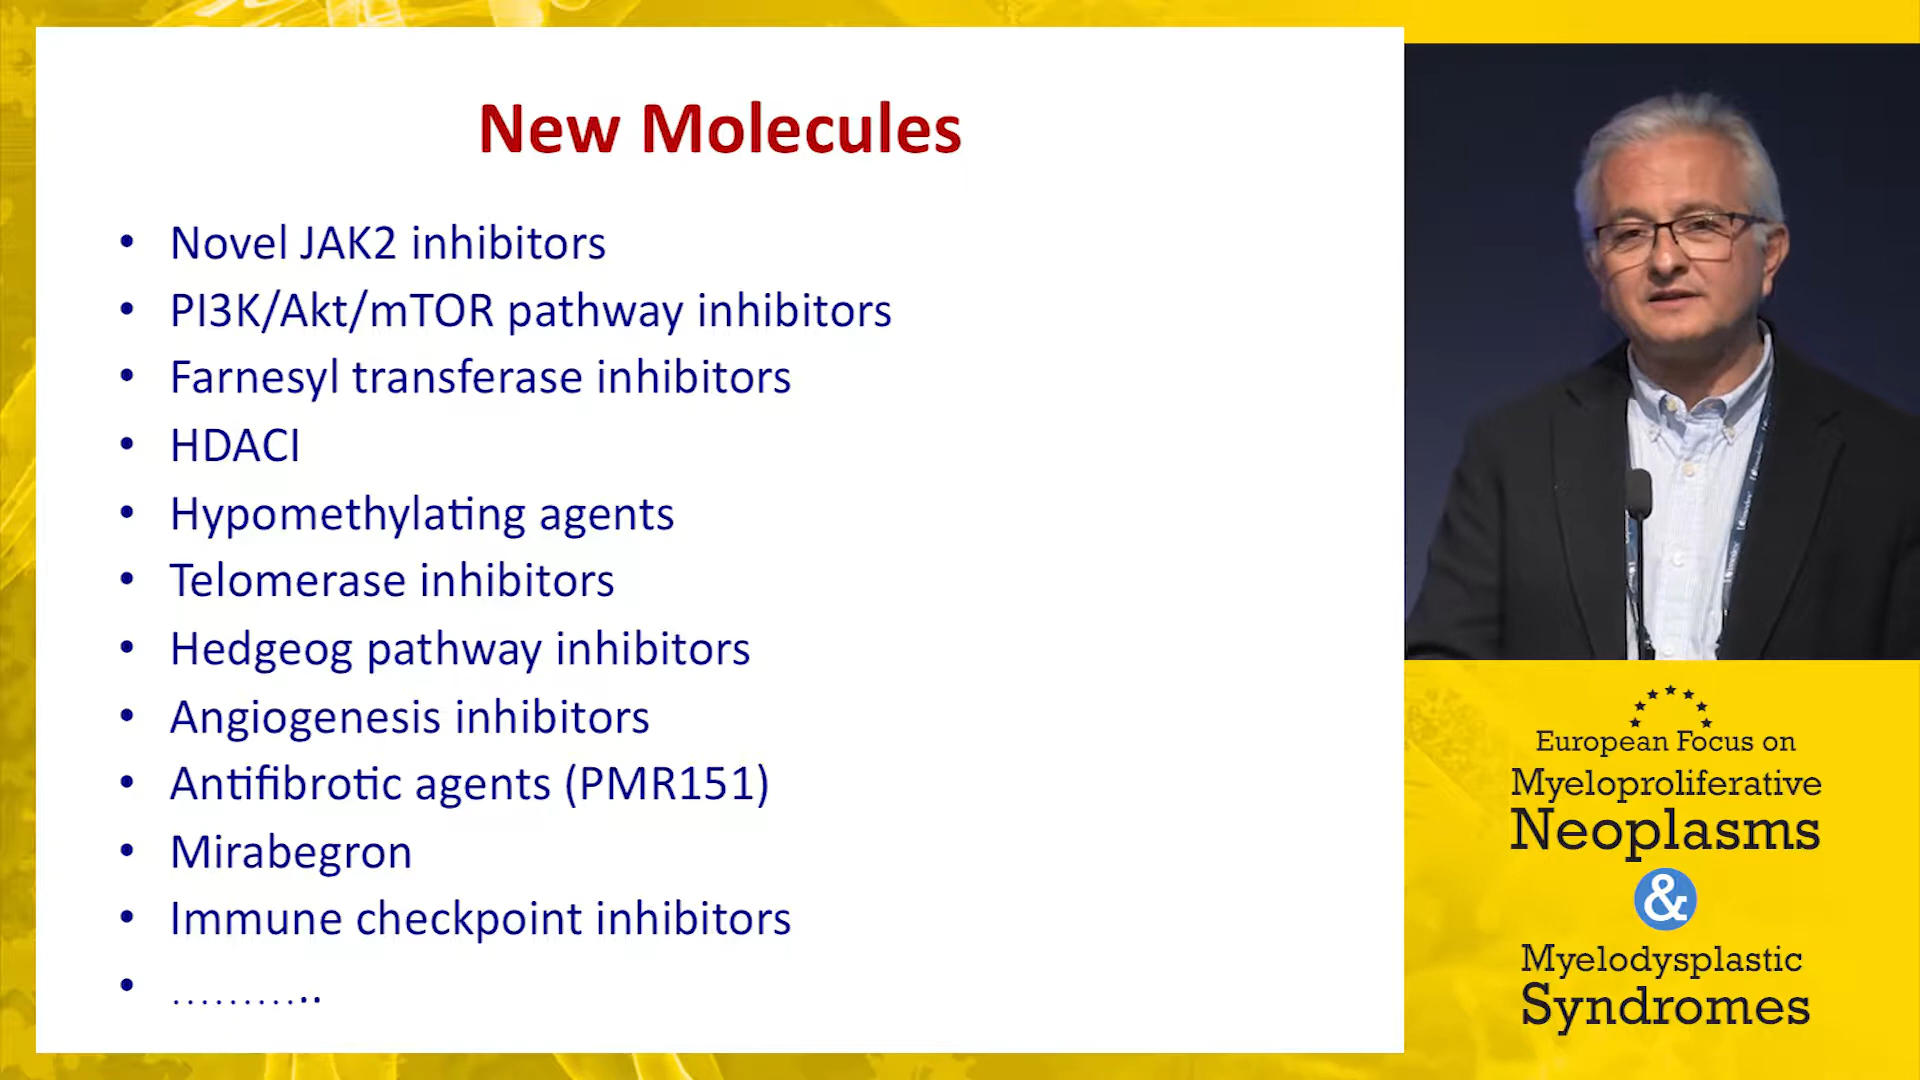 New Molecules
• Novel JAK2 inhibitors
• PI3K/Akt/mTOR pathway inhibitors
• Farnesyl transferase inhibitors
• HDACI
• Hypomethylating agents
• Telomerase inhibitors
• Hedgeog pathway inhibitors
• Angiogenesis inhibitors
• Antifibrotic agents (PMR151)
• Mirabegron
• Immune checkpoint inhibitors
• ………..
European Focus on
Myeloproliferative
Neoplasms
&
Myelodysplastic
Syndromes